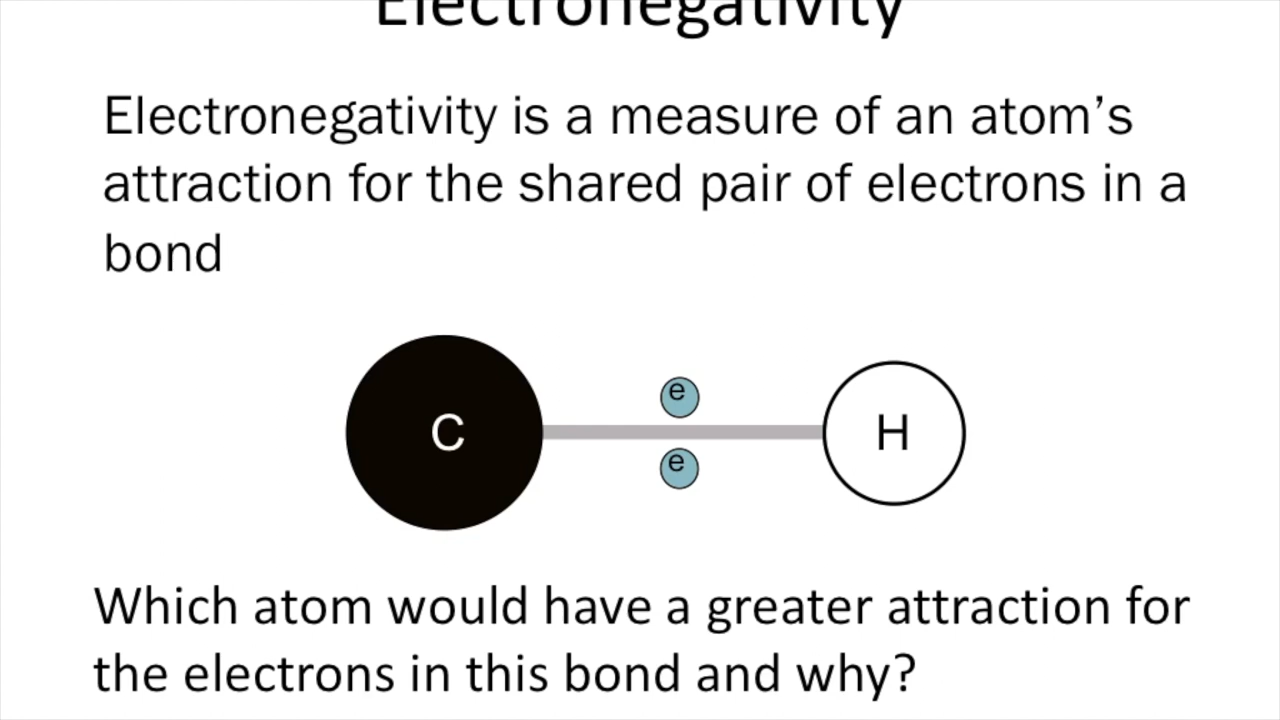 Electronegativity
Electronegativity is a measure of an atom’s
attraction for the shared pair of electrons in a
bond
e
C
H
e
Which atom would have a greater attraction for
the electrons in this bond and why?